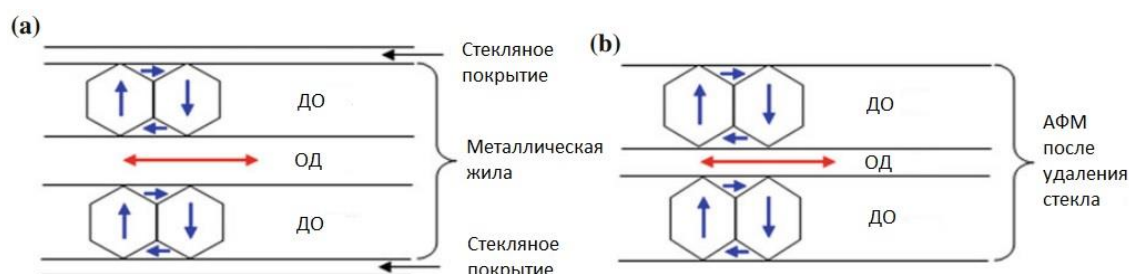 (a)
Стекляное
покрытие
ДО
ОД
Металлическая
жила
ДО
Стекляное
покрытие
(b)
ДО
ОД
ДО
АФМ
после
удаления
стекла